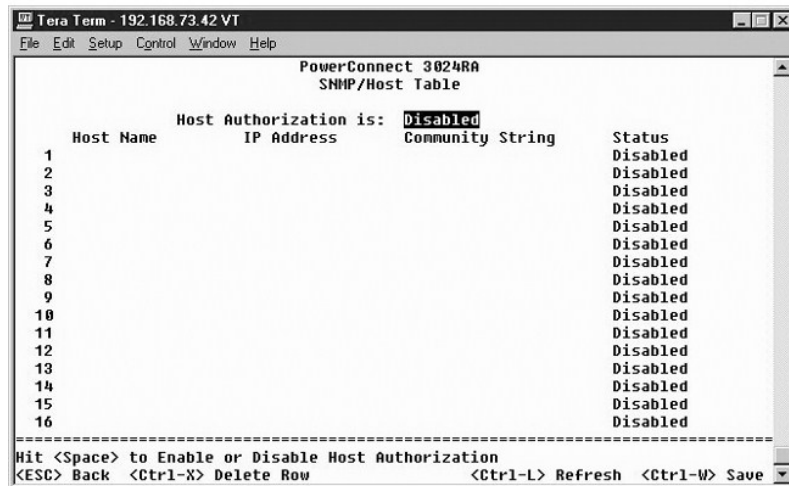 Tera Term - 192.168.73.42 VT
File Edit Setup Control Window Help
PowerConnect 3024RA
SNMP/Host Table
Host Authorization is: Disabled
Host Name IP Address Community String Status
1 Disabled
2 Disabled
3 Disabled
4 Disabled
5 Disabled
6 Disabled
7 Disabled
8 Disabled
9 Disabled
10 Disabled
11 Disabled
12 Disabled
13 Disabled
14 Disabled
15 Disabled
16 Disabled
================================================================================
Hit <Space> to Enable or Disable Host Authorization
<ESC> Back <Ctrl-X> Delete Row <Ctrl-L> Refresh <Ctrl-W> Save